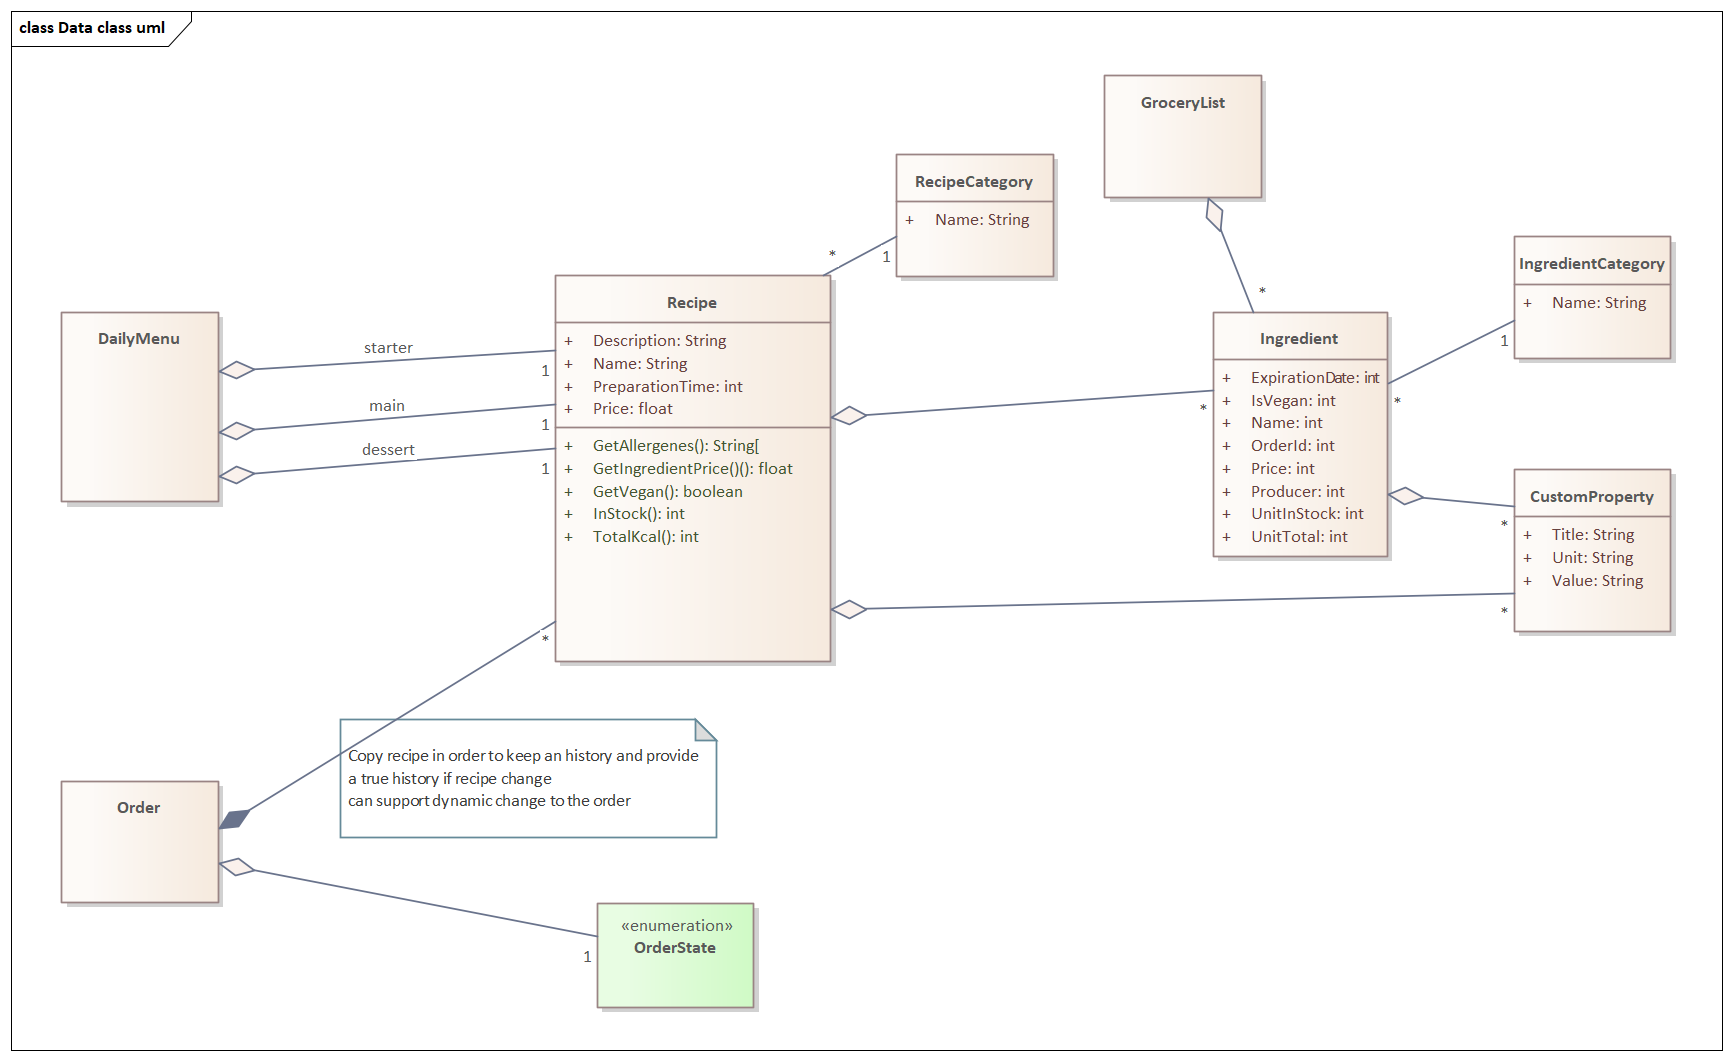 class Data class uml
GroceryList
RecipeCategory
+ Name: String
*
1
*
IngredientCategory
+ Name: String
1
*
DailyMenu
starter
1
main
1
dessert
1
Recipe
+ Description: String
+ Name: String
+ PreparationTime: int
+ Price: float
+ GetAllergenes(): String[
+ GetIngredientPrice()(): float
+ GetVegan(): boolean
+ InStock(): int
+ TotalKcal(): int
*
Ingredient
+ ExpirationDate: int
+ IsVegan: int
+ Name: int
+ OrderId: int
+ Price: int
+ Producer: int
+ UnitInStock: int
+ UnitTotal: int
*
CustomProperty
+ Title: String
+ Unit: String
+ Value: String
*
*
Copy recipe in order to keep an history and provide
a true history if recipe change
can support dynamic change to the order
Order
«enumeration»
OrderState
1